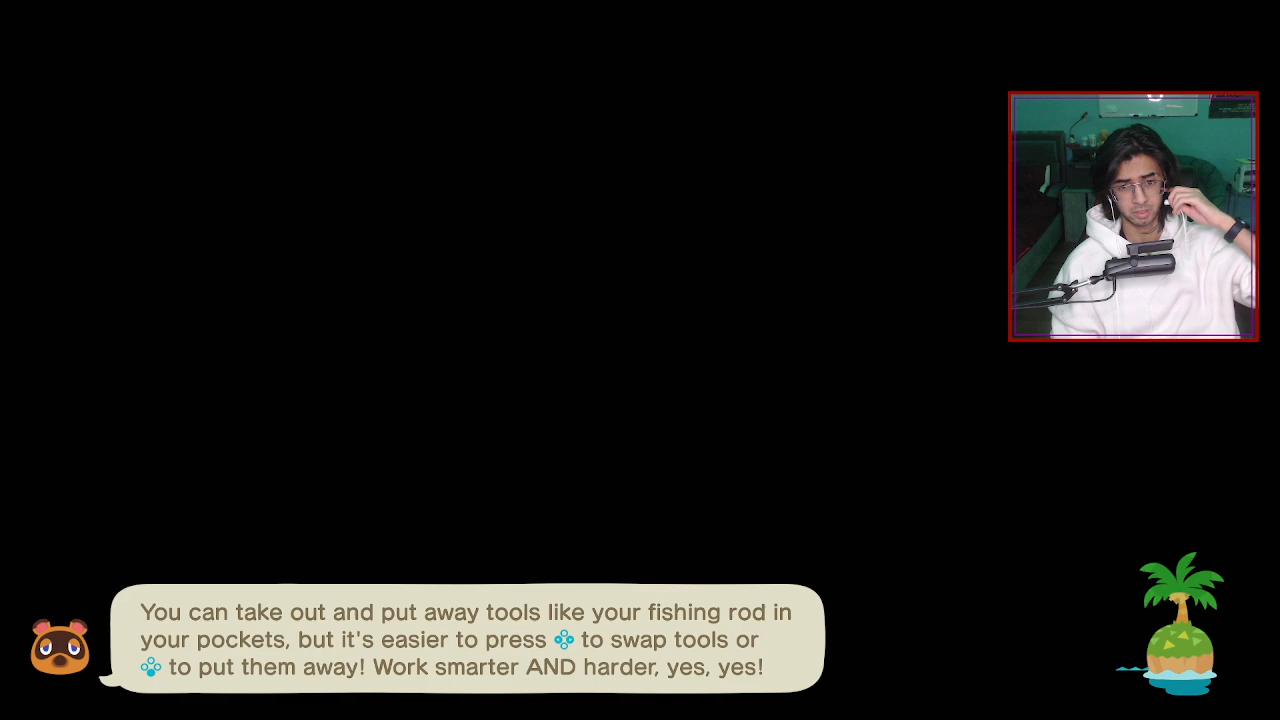 You can take out and put away tools like your fishing rod in
your pockets, but it's easier to press to swap tools or
to put them away! Work smarter AND harder, yes, yes!